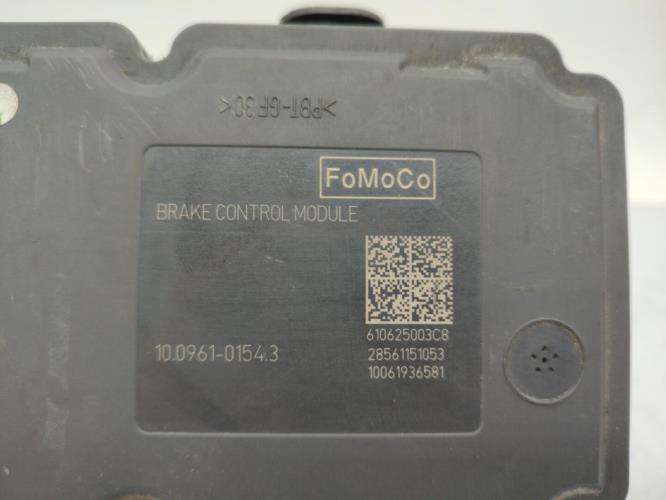 >PBT-GF30<
FoMoCo
BRAKE CONTROL MODULE
610625003C8
10.0961-0154.3
28561151053
10061936581